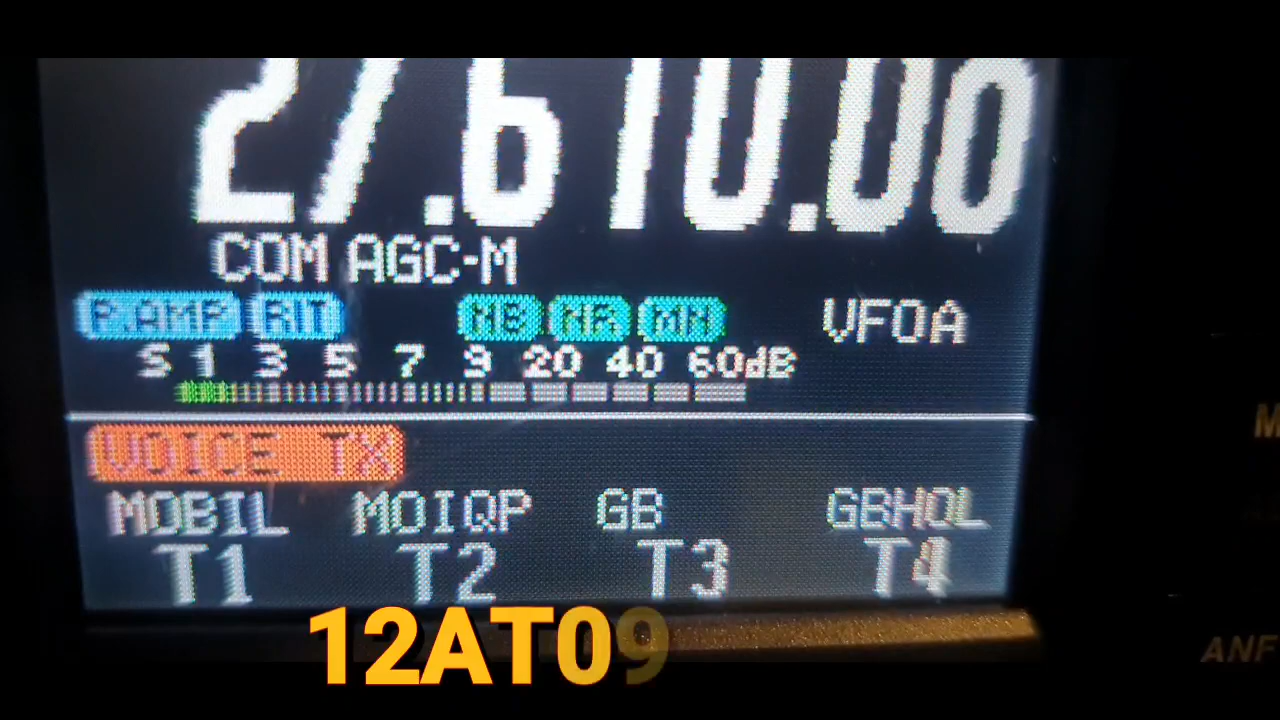 27.610.00
COM AGC-M
P.AMP RIT NB NR MN VFOA
S 1 3 5 7 9 20 40 60dB
VOICE TX
MOBIL MOIQP GB GBHOL
T1 T2 T3 T4
12AT09
ANF